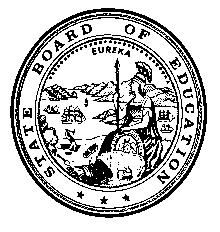 STATE BOARD OF EDUCATION
EUREKA